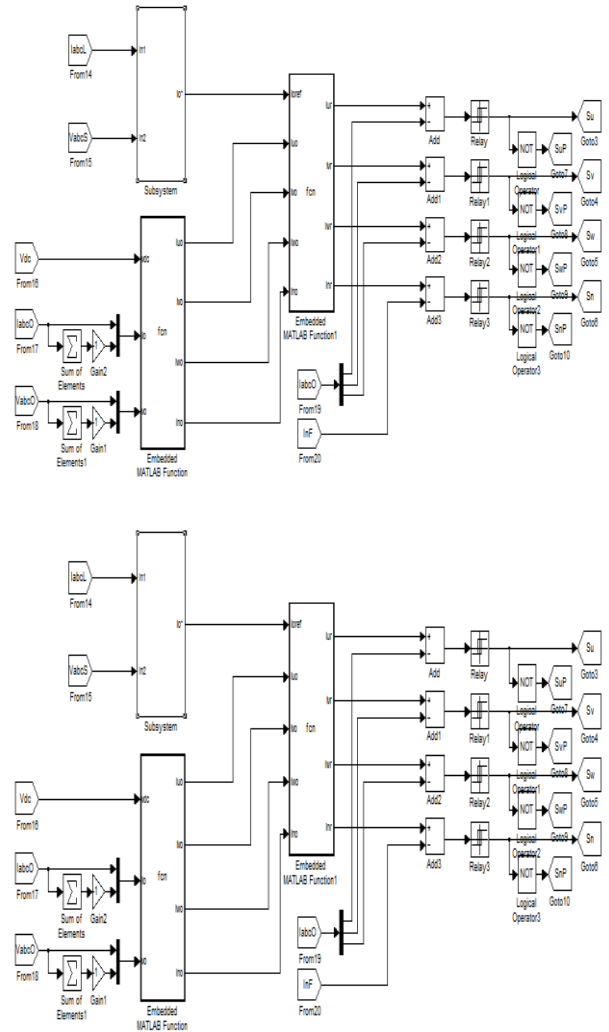 IabcL
From14
In1
Io*
VabcS
From15
In2
Subsystem
Ioref
Iur
Iuo
Ivo
Ivr
fcn
Iwo
Iwr
Ino
Inr
Embedded
MATLAB Function1
Vdc
From16
vdc
Iuo
IabcO
From17
Sum of
Elements
Gain2
Io
fcn
Ivo
Iwo
VabcO
From18
Sum of
Elements1
-1
Gain1
vo
Ino
Embedded
MATLAB Function
IabcO
From19
InF
From20
Add
Relay
Su
Goto3
NOT
Logical
Operator
SuP
Goto7
Add1
Relay1
Sv
Goto4
NOT
Logical
Operator1
SvP
Goto8
Add2
Relay2
Sw
Goto5
NOT
Logical
Operator2
SwP
Goto9
Add3
Relay3
Sn
Goto6
NOT
Logical
Operator3
SnP
Goto10
IabcL
From14
In1
Io*
VabcS
From15
In2
Subsystem
Ioref
Iur
Iuo
Ivo
Ivr
fcn
Iwo
Iwr
Ino
Inr
Embedded
MATLAB Function1
Vdc
From16
vdc
Iuo
IabcO
From17
Sum of
Elements
Gain2
Io
fcn
Ivo
Iwo
VabcO
From18
Sum of
Elements1
-1
Gain1
vo
Ino
Embedded
MATLAB Function
IabcO
From19
InF
From20
Add
Relay
Su
Goto3
NOT
Logical
Operator
SuP
Goto7
Add1
Relay1
Sv
Goto4
NOT
Logical
Operator1
SvP
Goto8
Add2
Relay2
Sw
Goto5
NOT
Logical
Operator2
SwP
Goto9
Add3
Relay3
Sn
Goto6
NOT
Logical
Operator3
SnP
Goto10